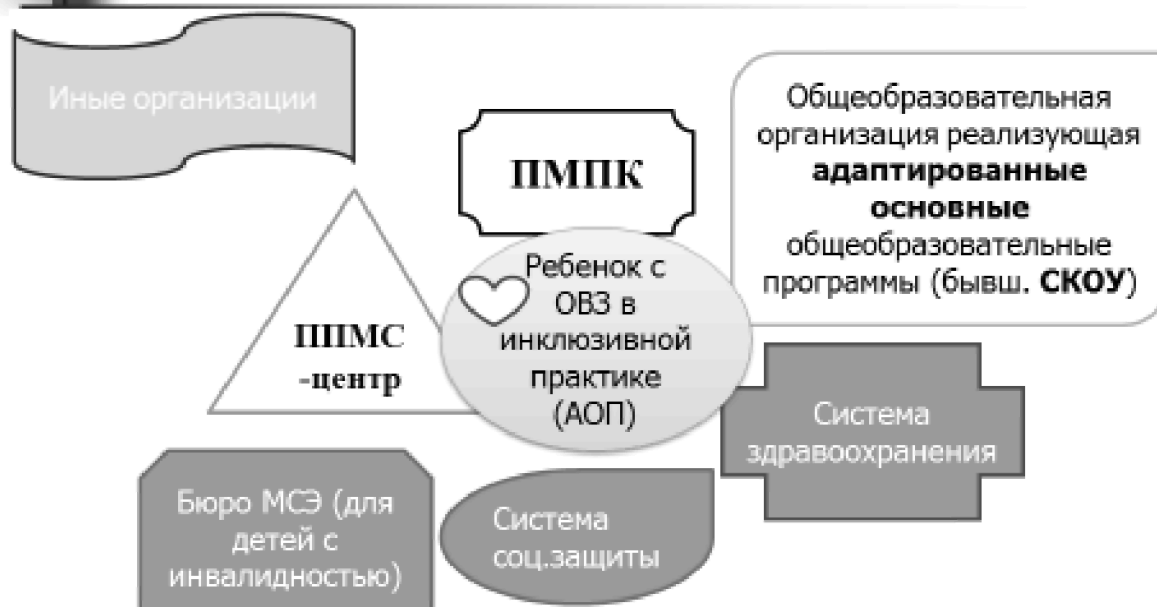 Иные организации
ПМПК
Общеобразовательная
организация реализующая
адаптированные
основные
общеобразовательные
программы (бывш. СКОУ)
Ребенок с
ОВЗ в
инклюзивной
практике
(АОП)
ППМС
-центр
Система
здравоохранения
Бюро МСЭ (для
детей с
инвалидностью)
Система
соц.защиты